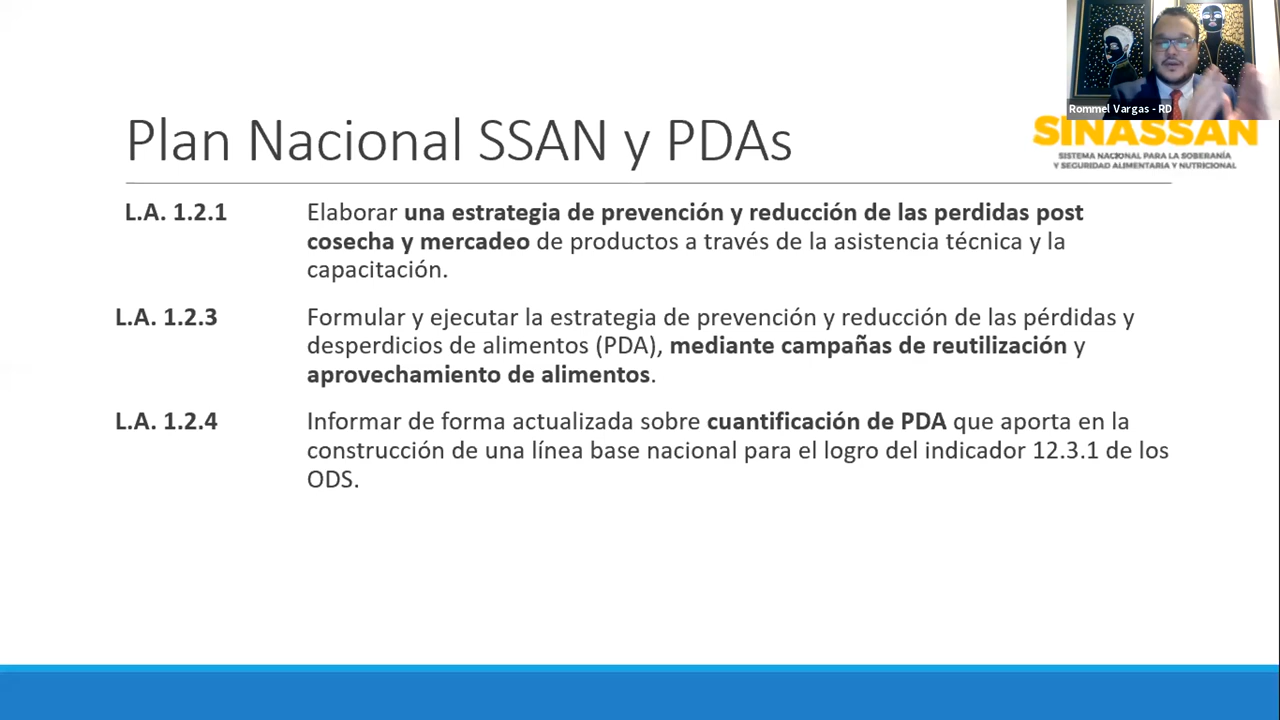 Rommel Vargas - RD
Plan Nacional SSAN y PDAs
SINASSAN
SISTEMA NACIONAL PARA LA SOBERANÍA
Y SEGURIDAD ALIMENTARIA Y NUTRICIONAL
L.A. 1.2.1 Elaborar una estrategia de prevención y reducción de las perdidas post
cosecha y mercadeo de productos a través de la asistencia técnica y la
capacitación.
L.A. 1.2.3 Formular y ejecutar la estrategia de prevención y reducción de las pérdidas y
desperdicios de alimentos (PDA), mediante campañas de reutilización y
aprovechamiento de alimentos.
L.A. 1.2.4 Informar de forma actualizada sobre cuantificación de PDA que aporta en la
construcción de una línea base nacional para el logro del indicador 12.3.1 de los
ODS.